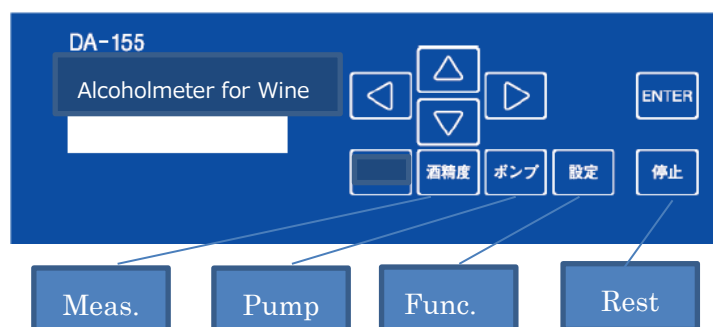 DA-155
Alcoholmeter for Wine
ENTER
酒精度 ポンプ 設定 停止
Meas. Pump Func. Rest